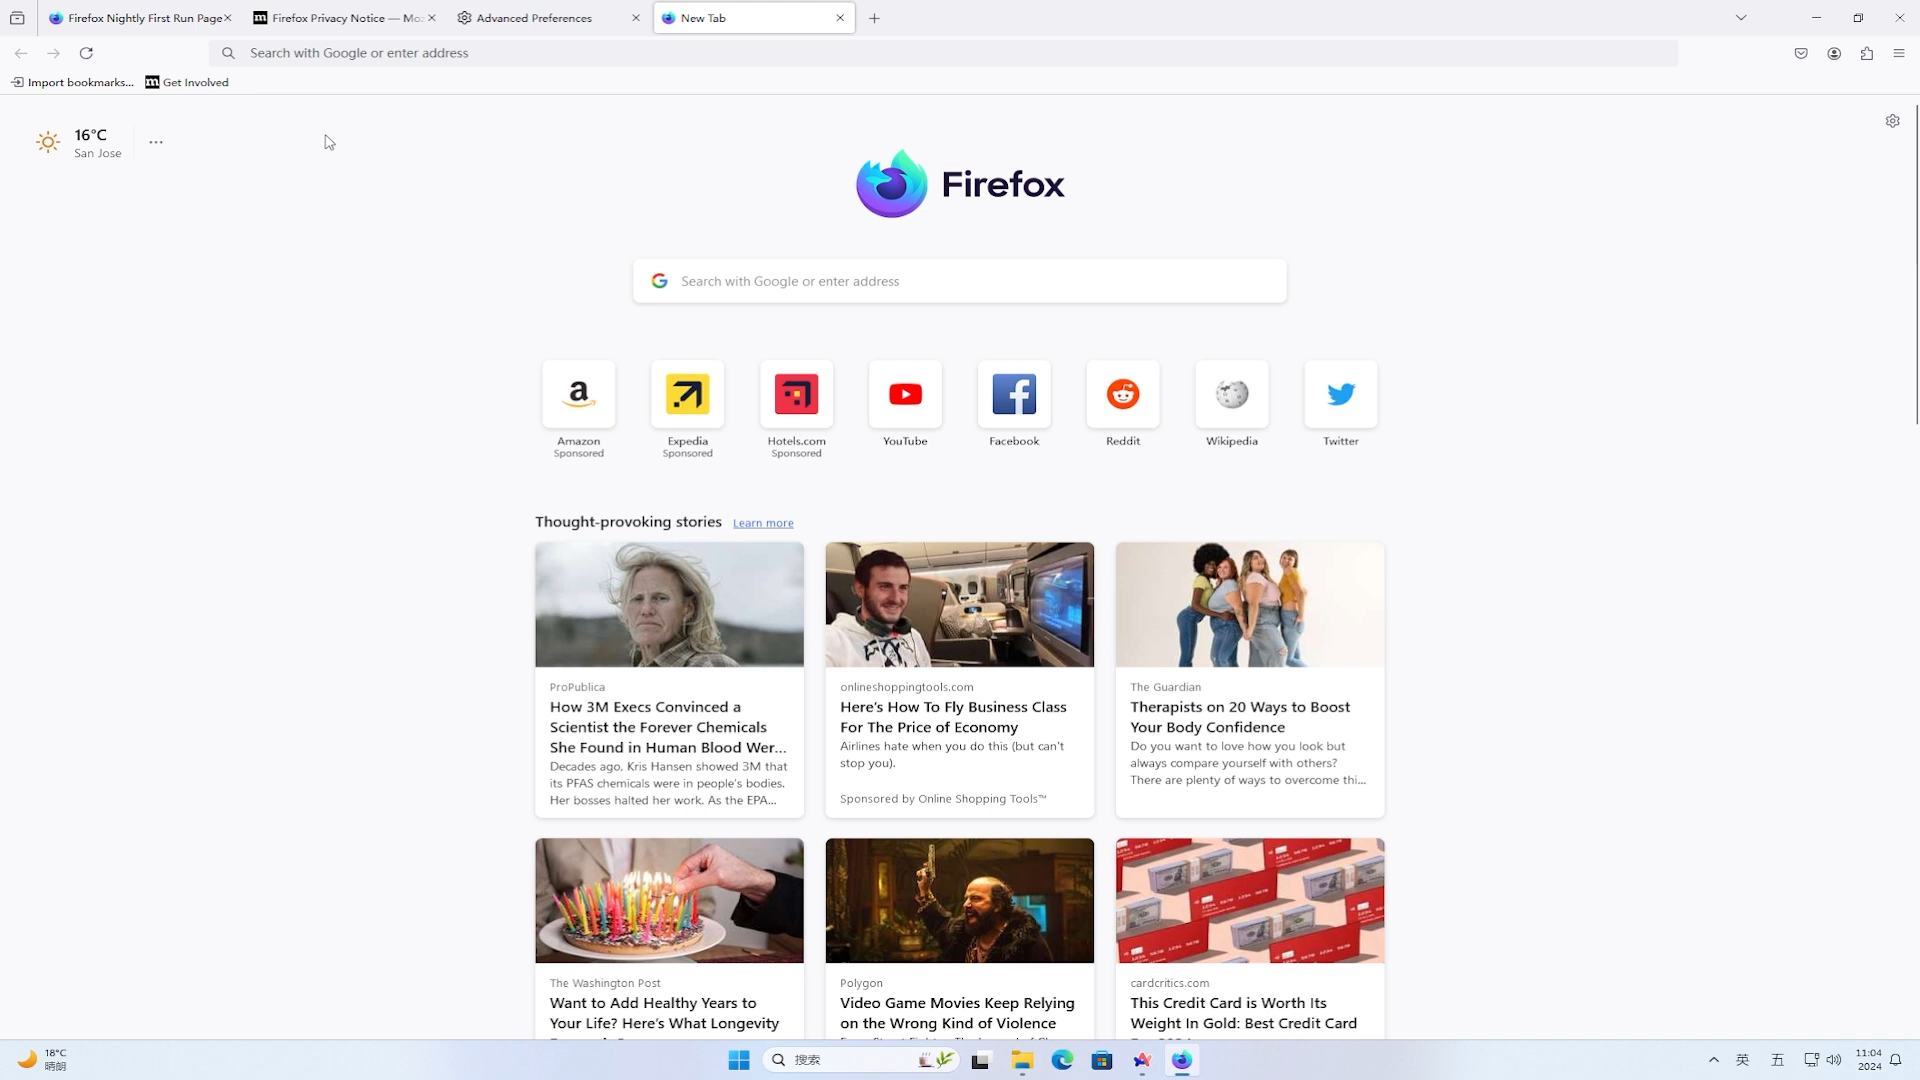 Firefox Nightly First Run Page
Firefox Privacy Notice — Moz
Advanced Preferences
New Tab
Search with Google or enter address
Import bookmarks...
Get Involved
16°C
San Jose
Firefox
Search with Google or enter address
Amazon
Sponsored
Expedia
Sponsored
Hotels.com
Sponsored
YouTube
Facebook
Reddit
Wikipedia
Twitter
Thought-provoking stories Learn more
ProPublica
How 3M Execs Convinced a
Scientist the Forever Chemicals
She Found in Human Blood Wer...
Decades ago, Kris Hansen showed 3M that
its PFAS chemicals were in people's bodies.
Her bosses halted her work. As the EPA...
onlineshoppingtools.com
Here's How To Fly Business Class
For The Price of Economy
Airlines hate when you do this (but can't
stop you).
Sponsored by Online Shopping Tools™
The Guardian
Therapists on 20 Ways to Boost
Your Body Confidence
Do you want to love how you look but
always compare yourself with others?
There are plenty of ways to overcome thi...
The Washington Post
Want to Add Healthy Years to
Your Life? Here's What Longevity
Polygon
Video Game Movies Keep Relying
on the Wrong Kind of Violence
cardcritics.com
This Credit Card is Worth Its
Weight In Gold: Best Credit Card
18°C
晴朗
搜索
英
五
11:04
2024